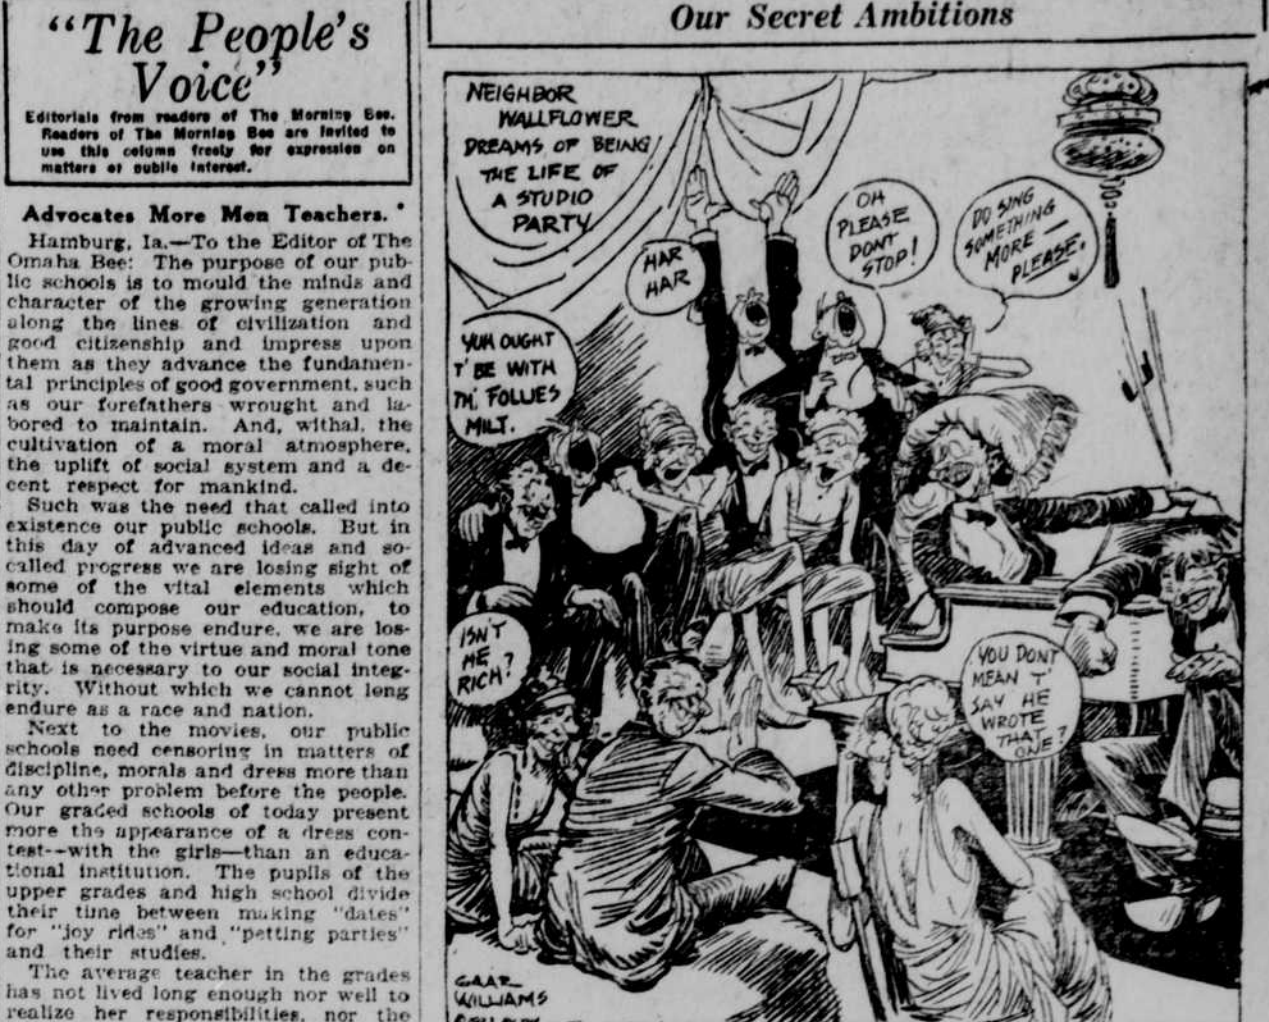 "The People's
Voice"
Editorials from readers of The Morning Bee.
Readers of The Morning Bee are invited to
use this column freely for expression on
matters of public interest.
Advocates More Men Teachers.
Hamburg, Ia.—To the Editor of The
Omaha Bee: The purpose of our pub-
lic schools is to mould the minds and
character of the growing generation
along the lines of civilization and
good citizenship and impress upon
them as they advance the fundamen-
tal principles of good government, such
as our forefathers wrought and la-
bored to maintain. And, withal, the
cultivation of a moral atmosphere,
the uplift of social system and a de-
cent respect for mankind.
Such was the need that called into
existence our public schools. But in
this day of advanced ideas and so-
called progress we are losing sight of
some of the vital elements which
should compose our education, to
make its purpose endure, we are los-
ing some of the virtue and moral tone
that is necessary to our social integ-
rity. Without which we cannot long
endure as a race and nation.
Next to the movies, our public
schools need censoring in matters of
discipline, morals and dress more than
any other problem before the people.
Our graded schools of today present
more the appearance of a dress con-
test--with the girls—than an educa-
tional institution. The pupils of the
upper grades and high school divide
their time between making "dates"
for "joy rides" and "petting parties"
and their studies.
The average teacher in the grades
has not lived long enough nor well to
realize her responsibilities, nor the
Our Secret Ambitions
NEIGHBOR
WALLFLOWER
DREAMS OF BEING
THE LIFE OF
A STUDIO
PARTY
HAR
HAR
OH
PLEASE
DONT
STOP!
DO SING
SOMETHING
MORE —
PLEASE.
YUH OUGHT
T' BE WITH
TH' FOLLIES
MILT.
ISN'T
HE
RICH?
YOU DONT
MEAN T'
SAY HE
WROTE
THAT
ONE?
GAAR
WILLIAMS